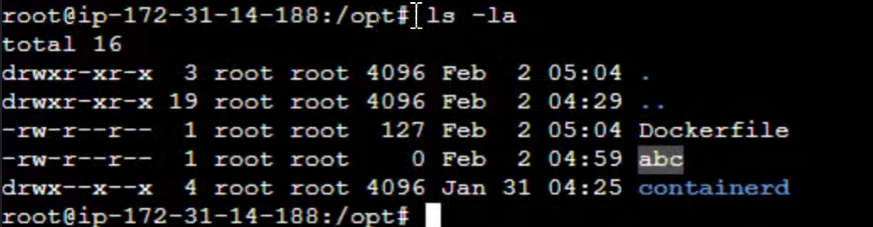 root@ip-172-31-14-188:/opt# ls -la
total 16
drwxr-xr-x  3 root root 4096 Feb  2 05:04 .
drwxr-xr-x 19 root root 4096 Feb  2 04:29 ..
-rw-r--r--  1 root root  127 Feb  2 05:04 Dockerfile
-rw-r--r--  1 root root    0 Feb  2 04:59 abc
drwx--x--x  4 root root 4096 Jan 31 04:25 containerd
root@ip-172-31-14-188:/opt#